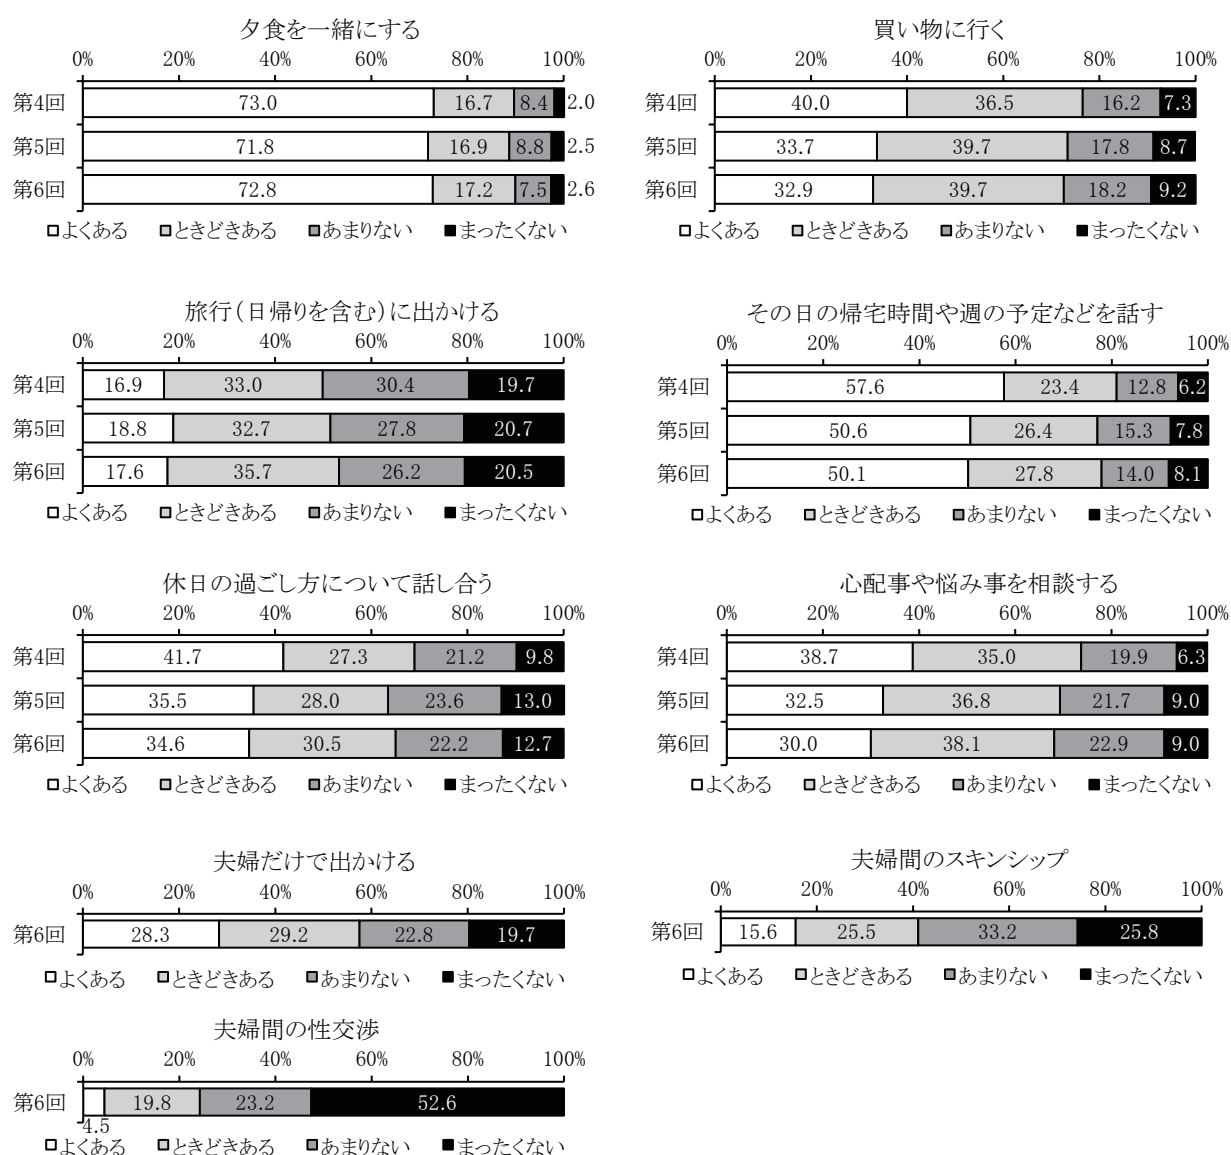 夕食を一緒にする
0% 20% 40% 60% 80% 100%
第4回 73.0 16.7 8.4 2.0
第5回 71.8 16.9 8.8 2.5
第6回 72.8 17.2 7.5 2.6
よくある ときどきある あまりない まったくない
買い物に行く
0% 20% 40% 60% 80% 100%
第4回 40.0 36.5 16.2 7.3
第5回 33.7 39.7 17.8 8.7
第6回 32.9 39.7 18.2 9.2
よくある ときどきある あまりない まったくない
旅行(日帰りを含む)に出かける
0% 20% 40% 60% 80% 100%
第4回 16.9 33.0 30.4 19.7
第5回 18.8 32.7 27.8 20.7
第6回 17.6 35.7 26.2 20.5
よくある ときどきある あまりない まったくない
その日の帰宅時間や週の予定などを話す
0% 20% 40% 60% 80% 100%
第4回 57.6 23.4 12.8 6.2
第5回 50.6 26.4 15.3 7.8
第6回 50.1 27.8 14.0 8.1
よくある ときどきある あまりない まったくない
休日の過ごし方について話し合う
0% 20% 40% 60% 80% 100%
第4回 41.7 27.3 21.2 9.8
第5回 35.5 28.0 23.6 13.0
第6回 34.6 30.5 22.2 12.7
よくある ときどきある あまりない まったくない
心配事や悩み事を相談する
0% 20% 40% 60% 80% 100%
第4回 38.7 35.0 19.9 6.3
第5回 32.5 36.8 21.7 9.0
第6回 30.0 38.1 22.9 9.0
よくある ときどきある あまりない まったくない
夫婦だけで出かける
0% 20% 40% 60% 80% 100%
第6回 28.3 29.2 22.8 19.7
よくある ときどきある あまりない まったくない
夫婦間のスキンシップ
0% 20% 40% 60% 80% 100%
第6回 15.6 25.5 33.2 25.8
よくある ときどきある あまりない まったくない
夫婦間の性交渉
0% 20% 40% 60% 80% 100%
第6回 19.8 23.2 52.6
4.5
よくある ときどきある あまりない まったくない